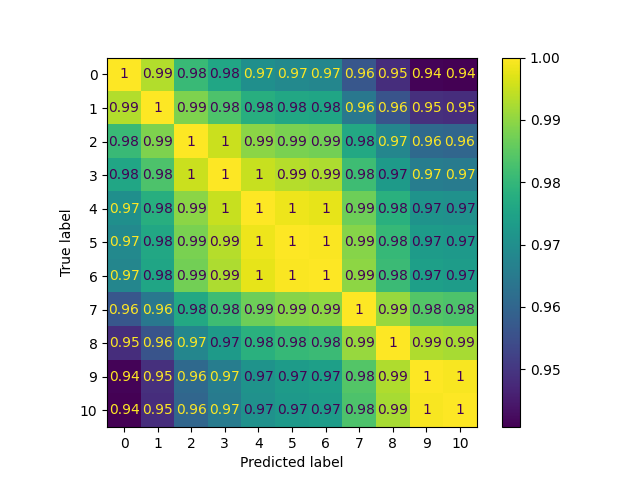 0 1 0.99 0.98 0.98 0.97 0.97 0.97 0.96 0.95 0.94 0.94 1.00
1 0.99 1 0.99 0.98 0.98 0.98 0.98 0.96 0.96 0.95 0.95 0.99
2 0.98 0.99 1 1 0.99 0.99 0.99 0.98 0.97 0.96 0.96
3 0.98 0.98 1 1 1 0.99 0.99 0.98 0.97 0.97 0.97 0.98
4 0.97 0.98 0.99 1 1 1 1 0.99 0.98 0.97 0.97
True label
5 0.97 0.98 0.99 0.99 1 1 1 0.99 0.98 0.97 0.97 0.97
6 0.97 0.98 0.99 0.99 1 1 1 0.99 0.98 0.97 0.97
7 0.96 0.96 0.98 0.98 0.99 0.99 0.99 1 0.99 0.98 0.98 0.96
8 0.95 0.96 0.97 0.97 0.98 0.98 0.98 0.99 1 0.99 0.99
9 0.94 0.95 0.96 0.97 0.97 0.97 0.97 0.98 0.99 1 1 0.95
10 0.94 0.95 0.96 0.97 0.97 0.97 0.97 0.98 0.99 1 1
0 1 2 3 4 5 6 7 8 9 10
Predicted label